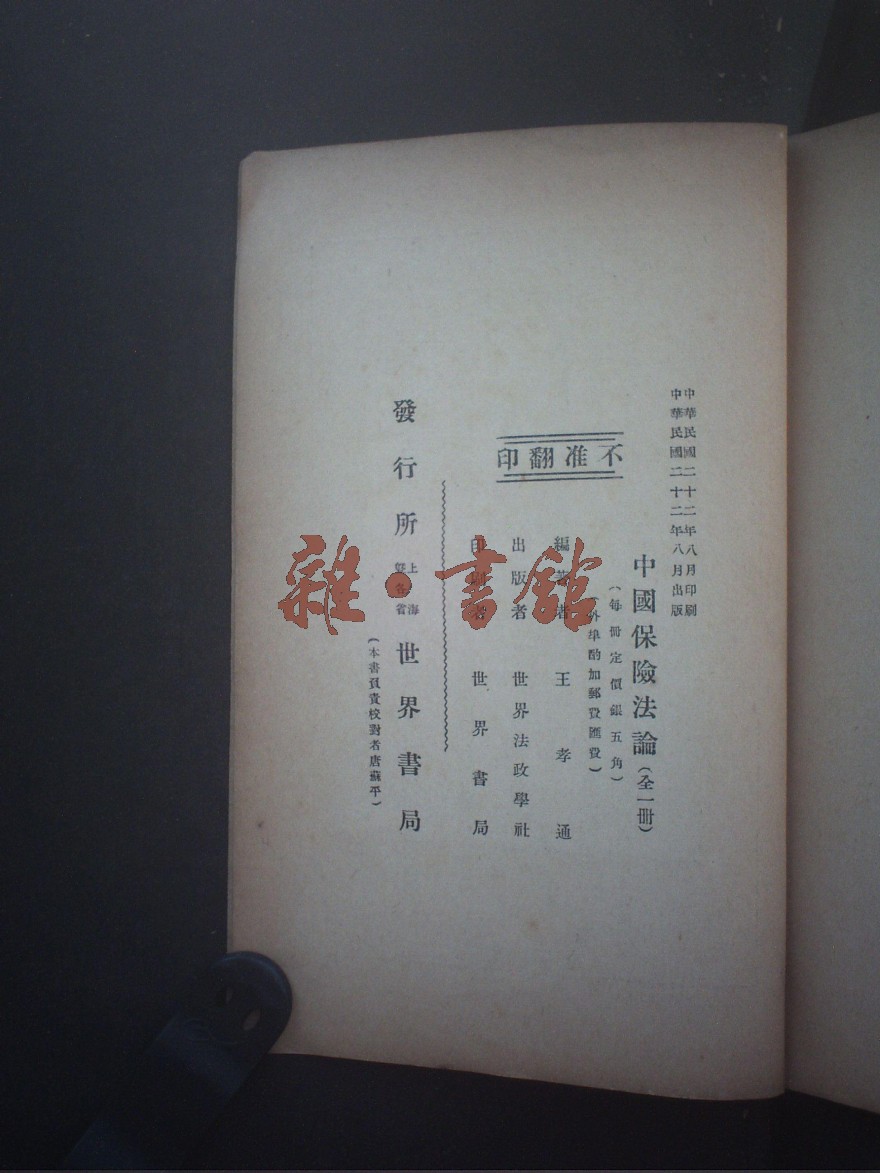 中華民國二十二年八月印刷
中華民國二十二年八月出版
中國保險法論(全一冊)
(每冊定價銀五角)
(外埠酌加郵費匯費)
不准翻印
編著者 王孝通
出版者 世界法政學社
印刷者 世界書局
發行所 上海暨各省 世界書局
(本書負責校對者唐蘇平)
雜·書館